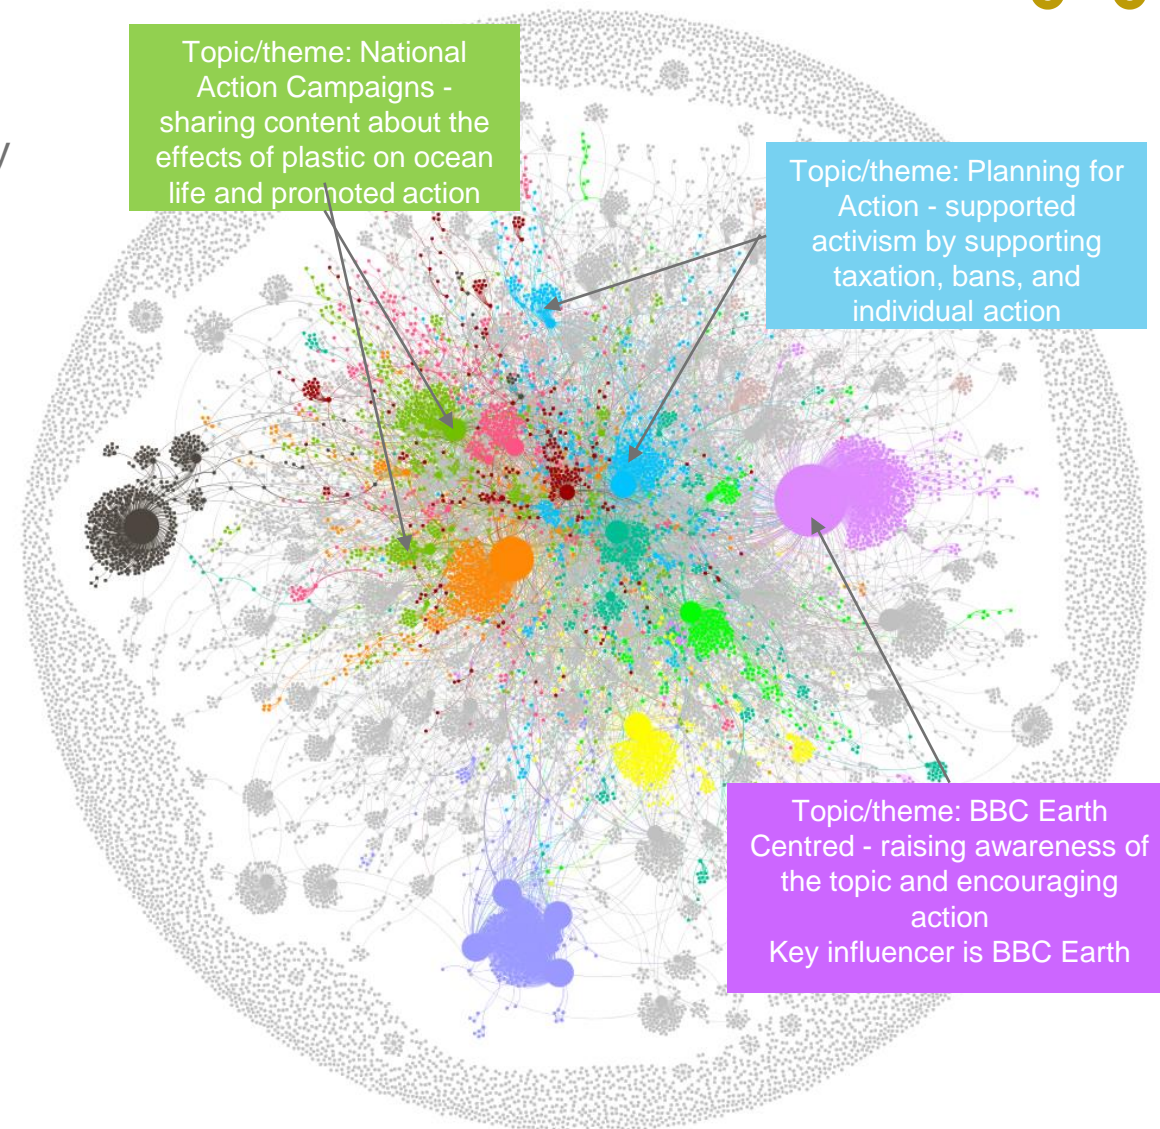 Topic/theme: National
Action Campaigns -
sharing content about the
effects of plastic on ocean
life and promoted action
Topic/theme: Planning for
Action - supported
activism by supporting
taxation, bans, and
individual action
Topic/theme: BBC Earth
Centred - raising awareness of
the topic and encouraging
action
Key influencer is BBC Earth